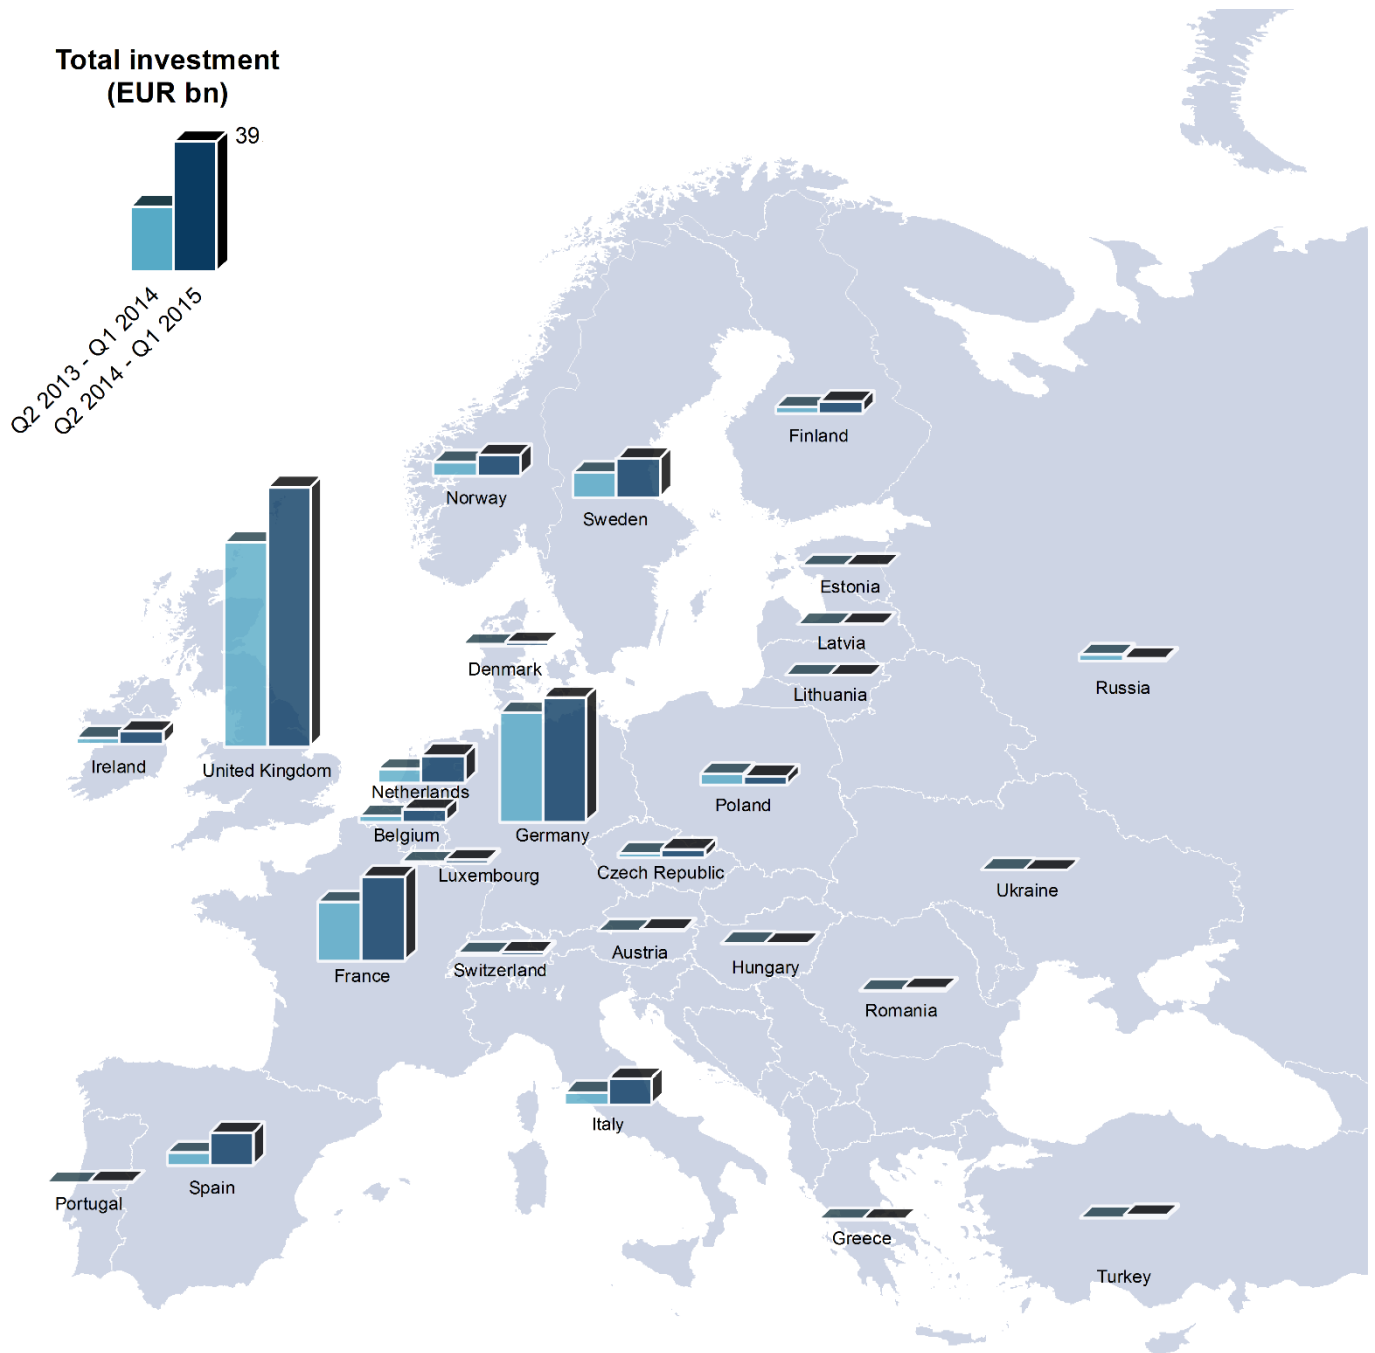 Total investment
(EUR bn)
39
Q2 2013 - Q1 2014
Q2 2014 - Q1 2015
Finland
Norway
Sweden
Estonia
Latvia
Denmark
Lithuania
Russia
Ireland
United Kingdom
Netherlands
Poland
Belgium
Germany
Luxembourg
Czech Republic
Ukraine
France
Switzerland
Austria
Hungary
Romania
Italy
Spain
Portugal
Greece
Turkey